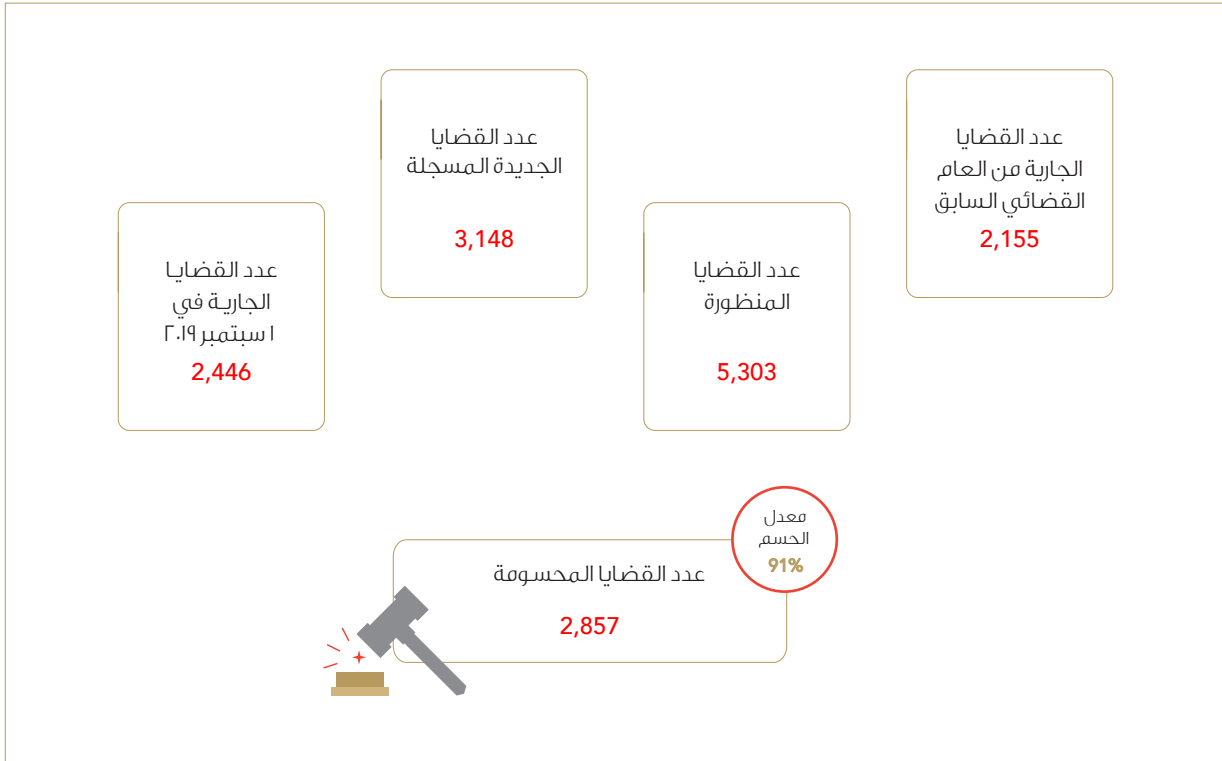 عدد القضايا
الجارية من العام
القضائي السابق
2,155
عدد القضايا
الجديدة المسجلة
3,148
عدد القضايا
المنظورة
5,303
عدد القضايا
الجارية في
١ سبتمبر ٢٠١٩
2,446
معدل
الحسم
91%
عدد القضايا المحسومة
2,857